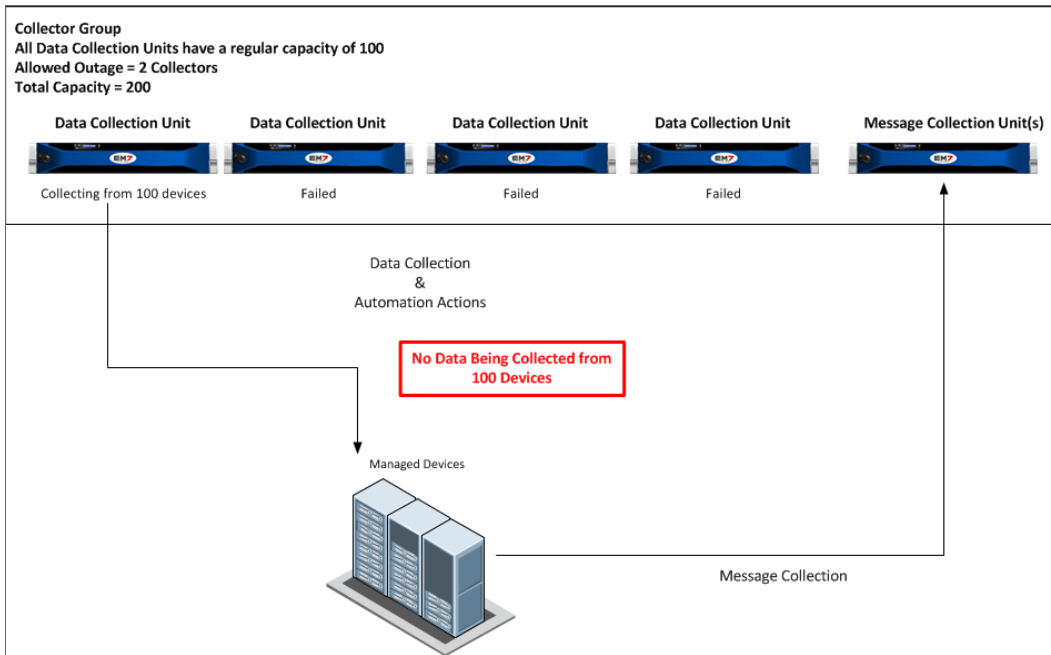 Collector Group
All Data Collection Units have a regular capacity of 100
Allowed Outage = 2 Collectors
Total Capacity = 200
Data Collection Unit
Data Collection Unit
Data Collection Unit
Data Collection Unit
Message Collection Unit(s)
EM7
EM7
EM7
EM7
EM7
Collecting from 100 devices
Failed
Failed
Failed
Data Collection
&
Automation Actions
No Data Being Collected from
100 Devices
Managed Devices
Message Collection